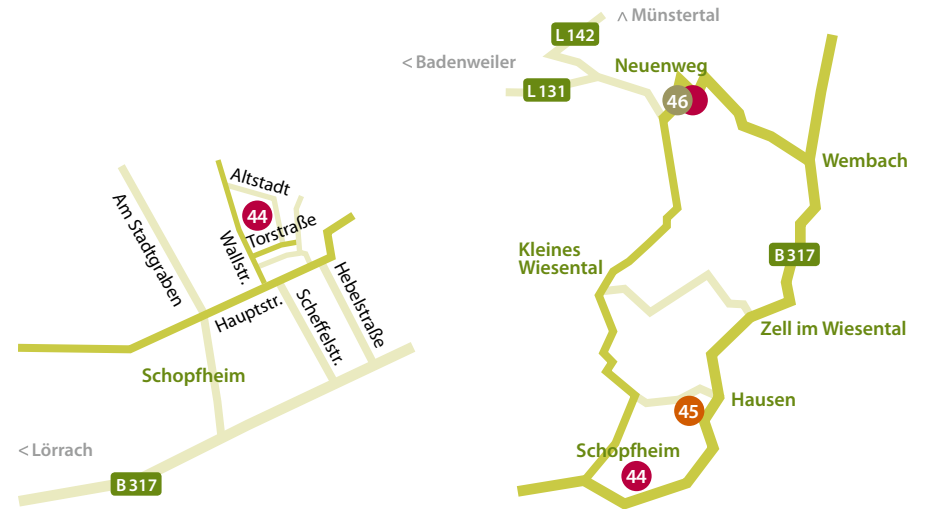 Altstadt
44
Am Stadtgraben
Wallstr.
Torstraße
Hauptstr.
Scheffelstr.
Hebelstraße
Schopfheim
< Lörrach
B 317
^ Münstertal
L 142
< Badenweiler
L 131
Neuenweg
46
Wembach
B 317
Kleines
Wiesental
Zell im Wiesental
Hausen
45
Schopfheim
44